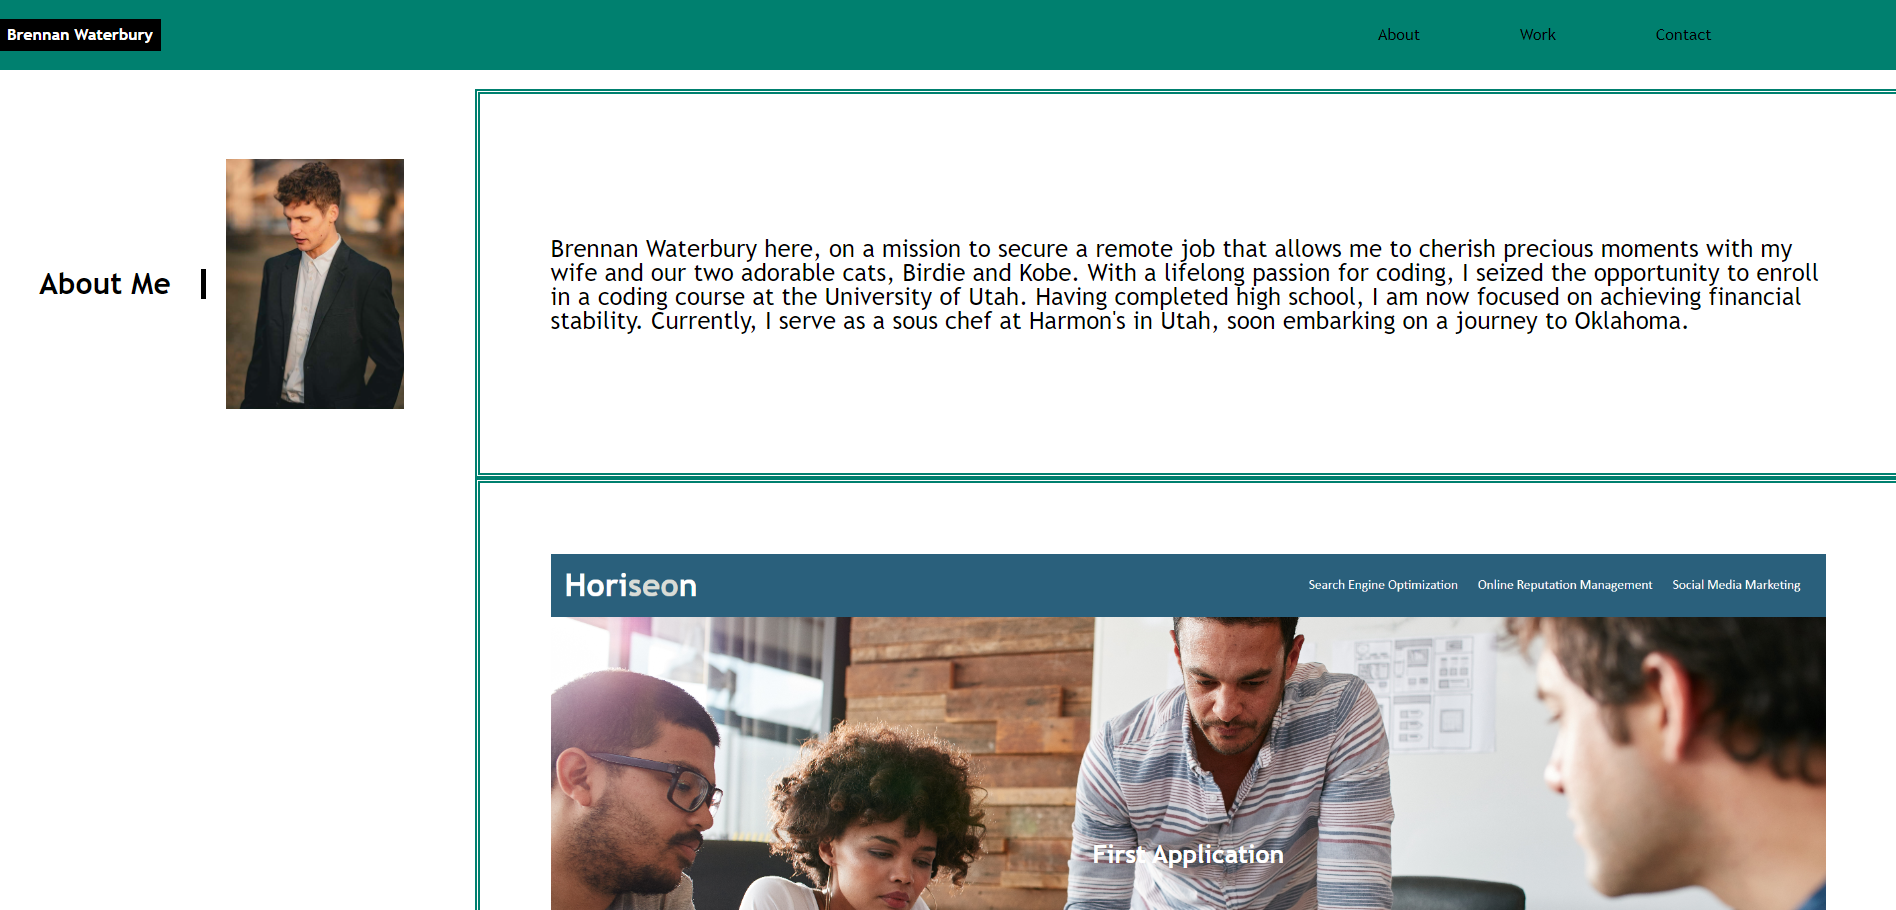 Brennan Waterbury
About Work Contact
About Me
Brennan Waterbury here, on a mission to secure a remote job that allows me to cherish precious moments with my
wife and our two adorable cats, Birdie and Kobe. With a lifelong passion for coding, I seized the opportunity to enroll
in a coding course at the University of Utah. Having completed high school, I am now focused on achieving financial
stability. Currently, I serve as a sous chef at Harmon's in Utah, soon embarking on a journey to Oklahoma.
Horiseon
Search Engine Optimization Online Reputation Management Social Media Marketing
First Application